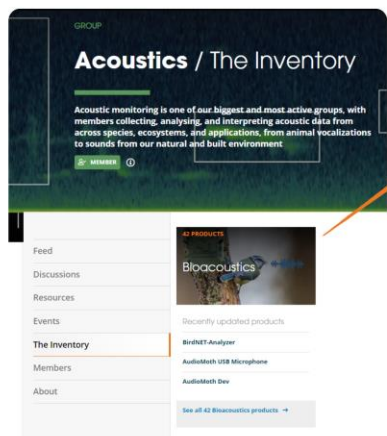 GROUP
Acoustics / The Inventory
Acoustic monitoring is one of our biggest and most active groups, with
members collecting, analysing, and interpreting acoustic data from
across species, ecosystems, and applications, from animal vocalizations
to sounds from our natural and built environment
MEMBER
Feed
Discussions
Resources
Events
The Inventory
Members
About
42 PRODUCTS
Bioacoustics
Recently updated products
BirdNET-Analyzer
AudioMoth USB Microphone
AudioMoth Dev
See all 42 Bioacoustics products →